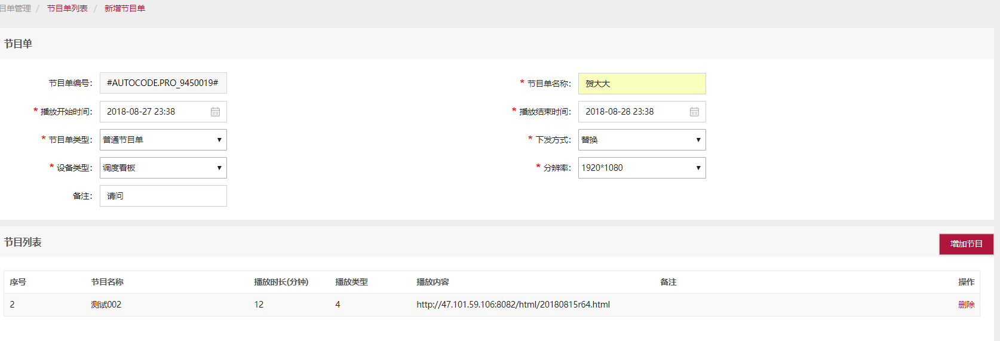 目单管理 / 节目单列表 / 新增节目单
节目单
节目单编号: #AUTOCODE.PRO_9450019# * 节目单名称: 贺大大
* 播放开始时间: 2018-08-27 23:38 * 播放结束时间: 2018-08-28 23:38
* 节目单类型: 普通节目单 * 下发方式: 替换
* 设备类型: 调度看板 * 分辨率: 1920*1080
备注: 请问
节目列表 增加节目
序号 节目名称 播放时长(分钟) 播放类型 播放内容 备注 操作
2 测试002 12 4 http://47.101.59.106:8082/html/20180815r64.html 删除